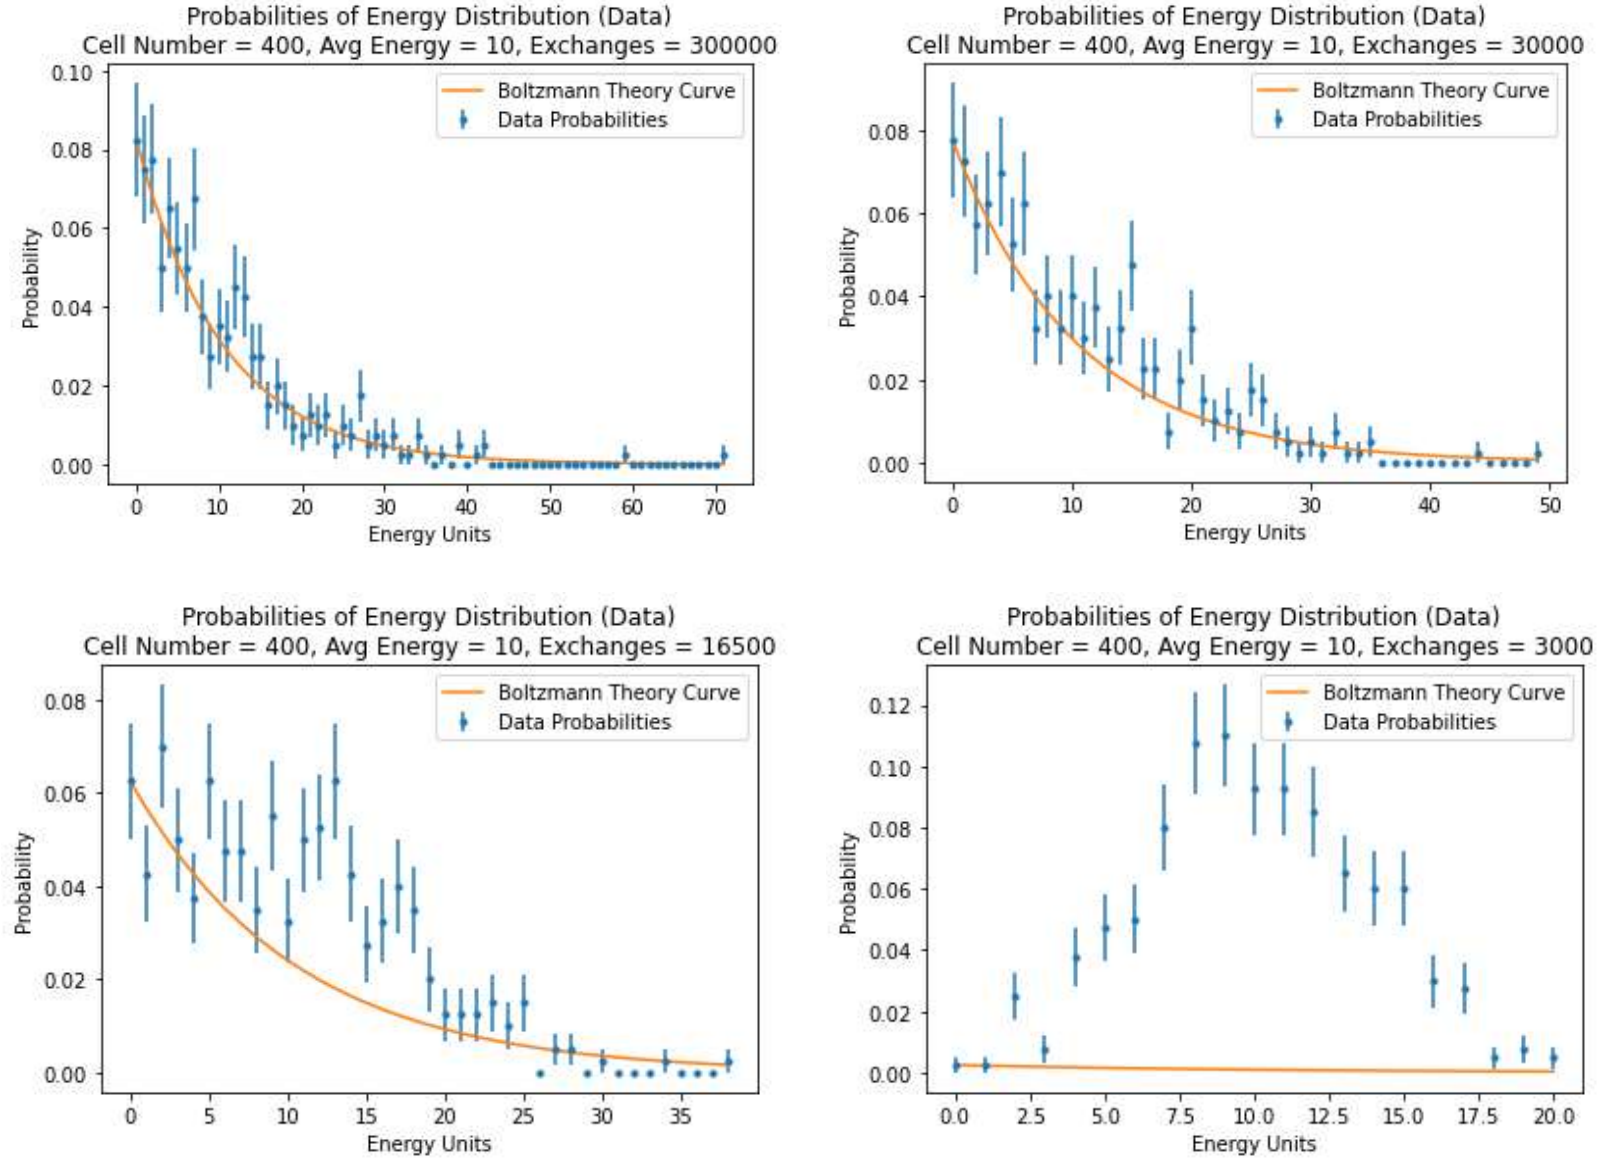 Probabilities of Energy Distribution (Data)
Cell Number = 400, Avg Energy = 10, Exchanges = 300000
Boltzmann Theory Curve
Data Probabilities
0.10
0.08
0.06
0.04
0.02
0.00
Probability
0 10 20 30 40 50 60 70
Energy Units
Probabilities of Energy Distribution (Data)
Cell Number = 400, Avg Energy = 10, Exchanges = 30000
Boltzmann Theory Curve
Data Probabilities
0.08
0.06
0.04
0.02
0.00
Probability
0 10 20 30 40 50
Energy Units
Probabilities of Energy Distribution (Data)
Cell Number = 400, Avg Energy = 10, Exchanges = 16500
Boltzmann Theory Curve
Data Probabilities
0.08
0.06
0.04
0.02
0.00
Probability
0 5 10 15 20 25 30 35
Energy Units
Probabilities of Energy Distribution (Data)
Cell Number = 400, Avg Energy = 10, Exchanges = 3000
Boltzmann Theory Curve
Data Probabilities
0.12
0.10
0.08
0.06
0.04
0.02
0.00
Probability
0.0 2.5 5.0 7.5 10.0 12.5 15.0 17.5 20.0
Energy Units